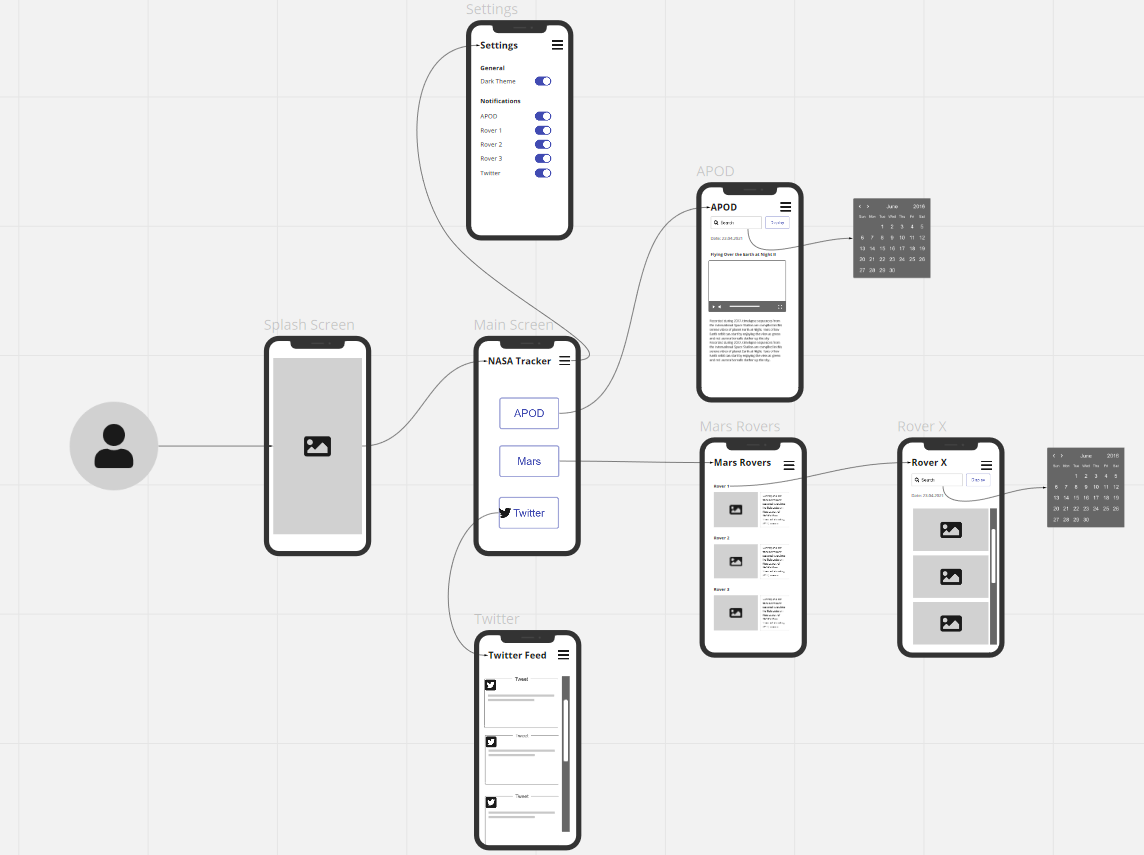 Settings
Settings
General
Dark Theme
Notifications
APOD
Rover 1
Rover 2
Rover 3
Twitter
APOD
APOD
Search
Display
Date: 23.04.2021
Flying Over the Earth at Night II
June 2018
Sun Mon Tue Wed Thu Fri Sat
1 2 3 4 5
6 7 8 9 10 11 12
13 14 15 16 17 18 19
20 21 22 23 24 25 26
27 28 29 30
Splash Screen
Main Screen
NASA Tracker
APOD
Mars
Twitter
Mars Rovers
Mars Rovers
Rover 1
Rover 2
Rover 3
Rover X
Rover X
Search
Display
Date: 23.04.2021
June 2018
Sun Mon Tue Wed Thu Fri Sat
1 2 3 4 5
6 7 8 9 10 11 12
13 14 15 16 17 18 19
20 21 22 23 24 25 26
27 28 29 30
Twitter
Twitter Feed
Tweet
Tweet
Tweet